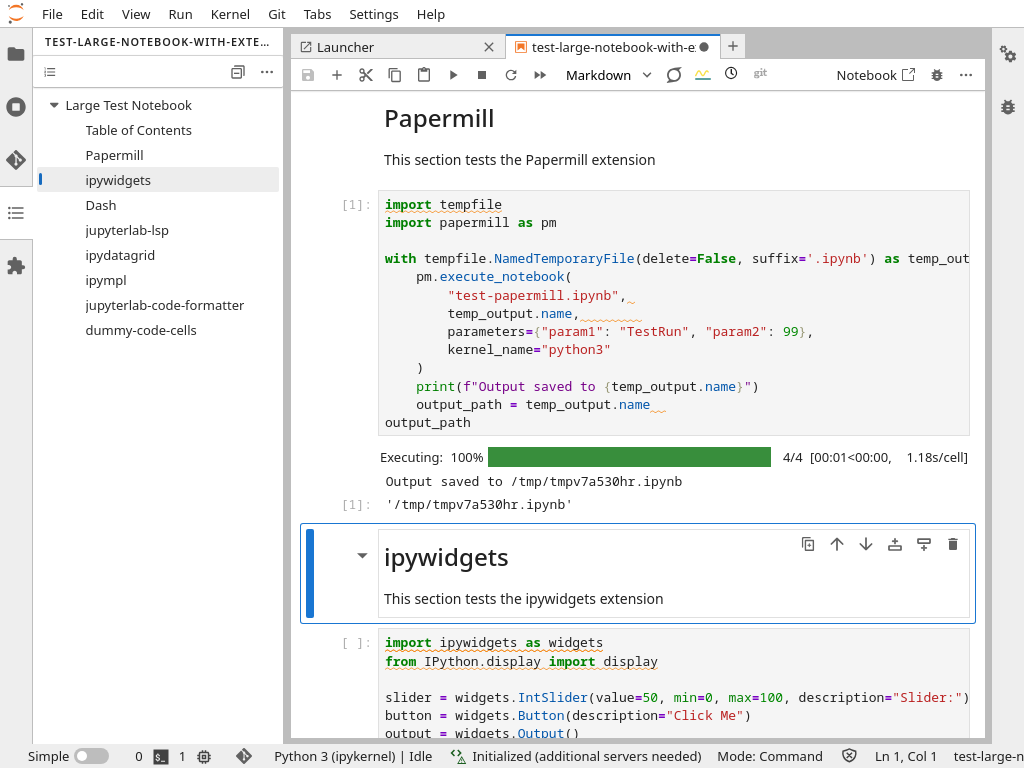 File Edit View Run Kernel Git Tabs Settings Help
TEST-LARGE-NOTEBOOK-WITH-EXTE...
Large Test Notebook
Table of Contents
Papermill
ipywidgets
Dash
jupyterlab-lsp
ipydatagrid
ipympl
jupyterlab-code-formatter
dummy-code-cells
Launcher
test-large-notebook-with-e
Markdown
git
Notebook
Papermill
This section tests the Papermill extension
[1]:
import tempfile
import papermill as pm
with tempfile.NamedTemporaryFile(delete=False, suffix='.ipynb') as temp_out
pm.execute_notebook(
"test-papermill.ipynb",
temp_output.name,
parameters={"param1": "TestRun", "param2": 99},
kernel_name="python3"
)
print(f"Output saved to {temp_output.name}")
output_path = temp_output.name
output_path
Executing: 100% 4/4 [00:01<00:00, 1.18s/cell]
Output saved to /tmp/tmpv7a530hr.ipynb
[1]: '/tmp/tmpv7a530hr.ipynb'
ipywidgets
This section tests the ipywidgets extension
[ ]:
import ipywidgets as widgets
from IPython.display import display
slider = widgets.IntSlider(value=50, min=0, max=100, description="Slider:")
button = widgets.Button(description="Click Me")
output = widgets.Output()
Simple 0 $_ 1 Python 3 (ipykernel) | Idle Initialized (additional servers needed) Mode: Command Ln 1, Col 1 test-large-n